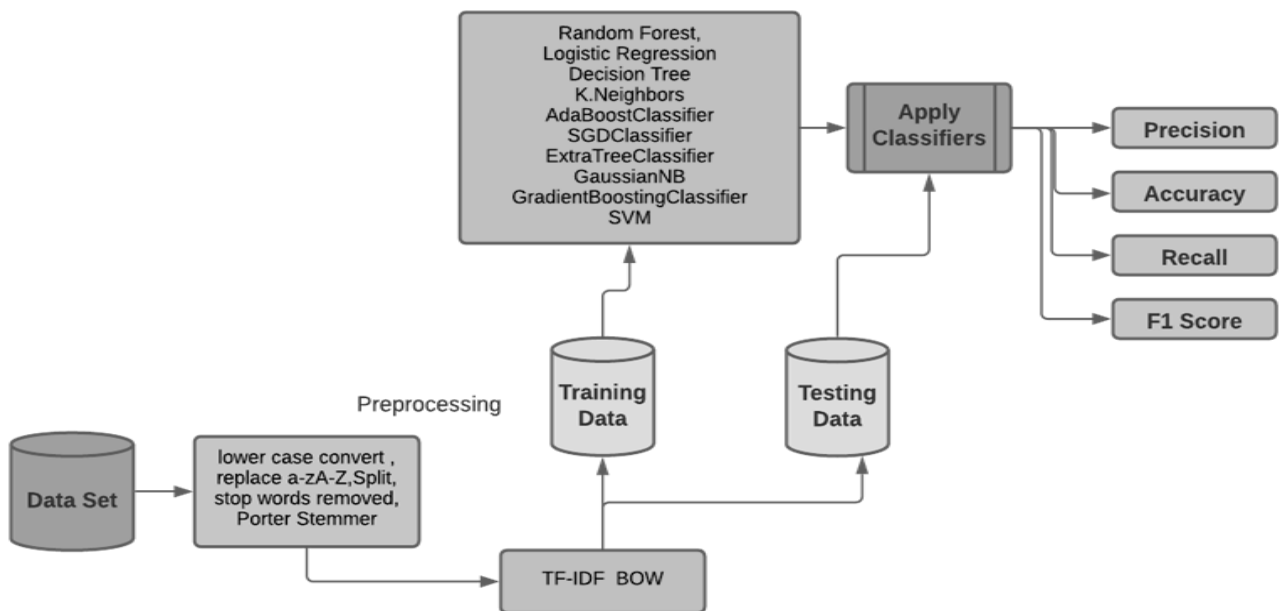 Random Forest,
Logistic Regression
Decision Tree
K.Neighbors
AdaBoostClassifier
SGDClassifier
ExtraTreeClassifier
GaussianNB
GradientBoostingClassifier
SVM
Apply
Classifiers
Precision
Accuracy
Recall
F1 Score
Training
Data
Testing
Data
Preprocessing
Data Set
lower case convert ,
replace a-zA-Z,Split,
stop words removed,
Porter Stemmer
TF-IDF BOW